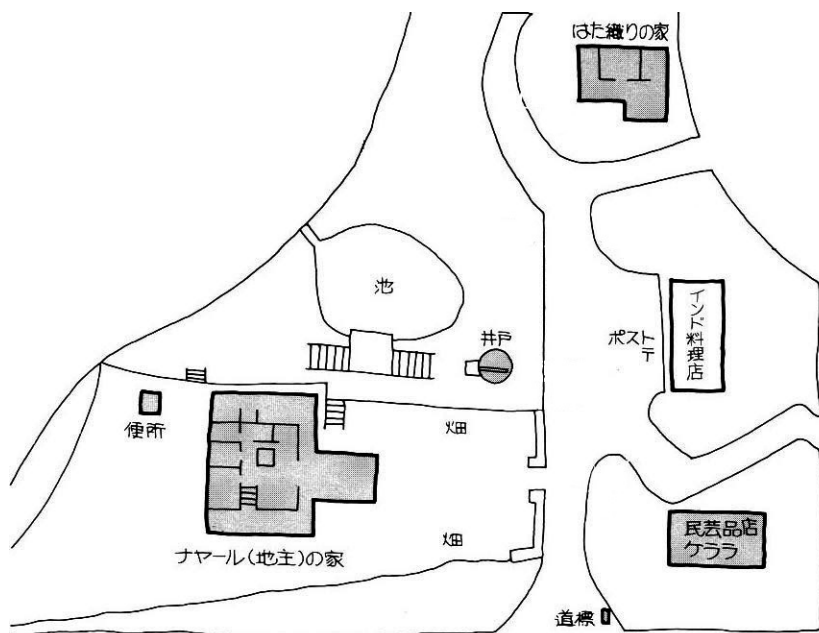 はた織りの家
池
井戸
ポスト
〒
インド料理店
便所
畑
畑
ナヤール(地主)の家
民芸品店
ケララ
道標